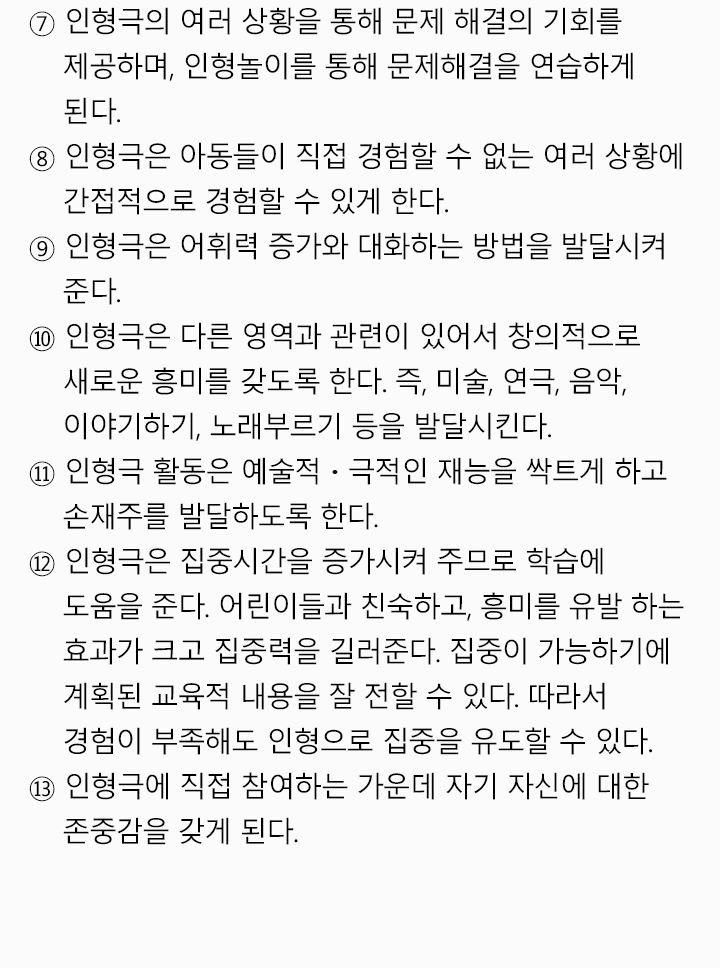 ⑦ 인형극의 여러 상황을 통해 문제 해결의 기회를
제공하며, 인형놀이를 통해 문제해결을 연습하게
된다.
⑧ 인형극은 아동들이 직접 경험할 수 없는 여러 상황에
간접적으로 경험할 수 있게 한다.
⑨ 인형극은 어휘력 증가와 대화하는 방법을 발달시켜
준다.
⑩ 인형극은 다른 영역과 관련이 있어서 창의적으로
새로운 흥미를 갖도록 한다. 즉, 미술, 연극, 음악,
이야기하기, 노래부르기 등을 발달시킨다.
⑪ 인형극 활동은 예술적・극적인 재능을 싹트게 하고
손재주를 발달하도록 한다.
⑫ 인형극은 집중시간을 증가시켜 주므로 학습에
도움을 준다. 어린이들과 친숙하고, 흥미를 유발 하는
효과가 크고 집중력을 길러준다. 집중이 가능하기에
계획된 교육적 내용을 잘 전할 수 있다. 따라서
경험이 부족해도 인형으로 집중을 유도할 수 있다.
⑬ 인형극에 직접 참여하는 가운데 자기 자신에 대한
존중감을 갖게 된다.